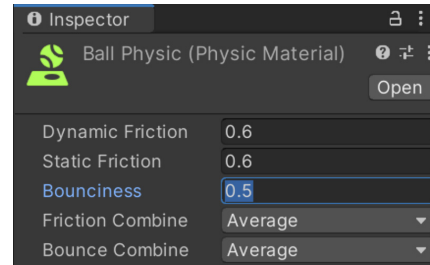 Inspector
Ball Physic (Physic Material)
Open
Dynamic Friction 0.6
Static Friction 0.6
Bounciness 0.5
Friction Combine Average
Bounce Combine Average